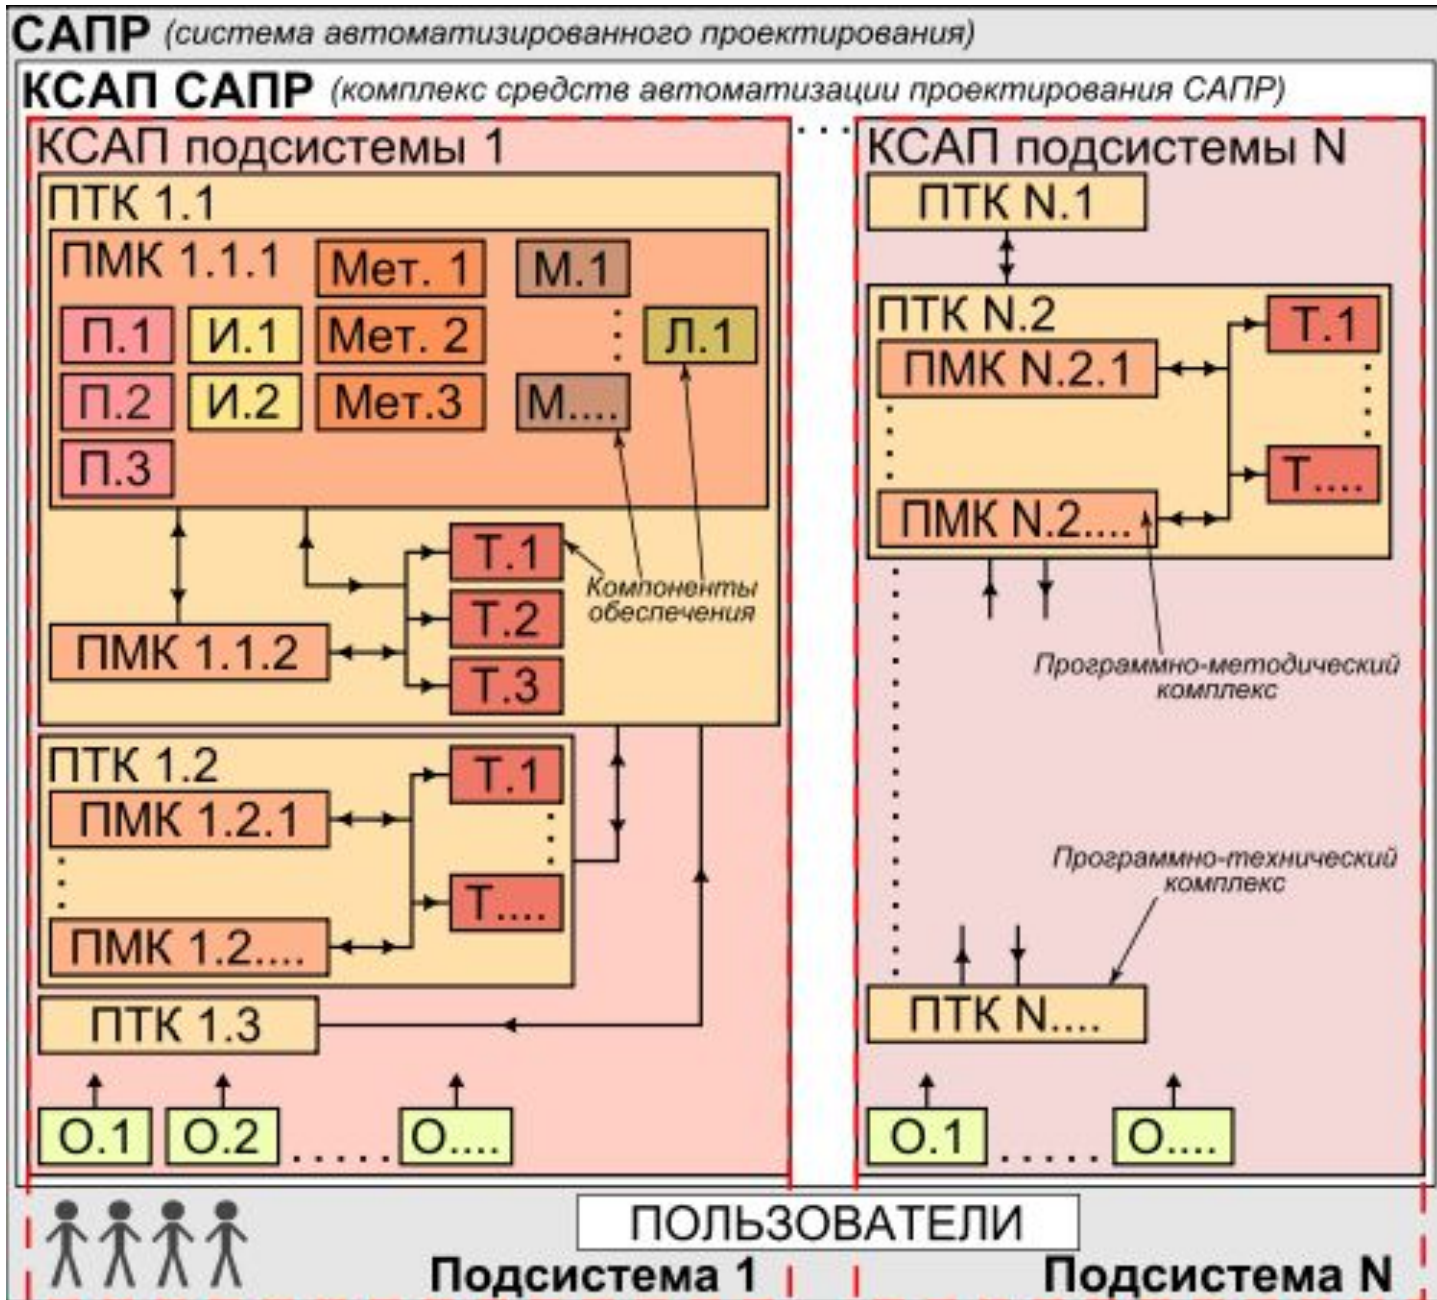 САПР (система автоматизированного проектирования)
КСАП САПР (комплекс средств автоматизации проектирования САПР)
КСАП подсистемы 1
ПТК 1.1
ПМК 1.1.1
Мет. 1
М.1
П.1
И.1
Мет. 2
Л.1
П.2
И.2
Мет.3
М....
П.3
Т.1
Компоненты
обеспечения
Т.2
ПМК 1.1.2
Т.3
ПТК 1.2
Т.1
ПМК 1.2.1
Т....
ПМК 1.2....
ПТК 1.3
О.1
О.2
.....
О....
КСАП подсистемы N
ПТК N.1
ПТК N.2
Т.1
ПМК N.2.1
Т....
ПМК N.2....
Программно-методический
комплекс
Программно-технический
комплекс
ПТК N....
О.1
.....
О....
ПОЛЬЗОВАТЕЛИ
Подсистема 1
Подсистема N